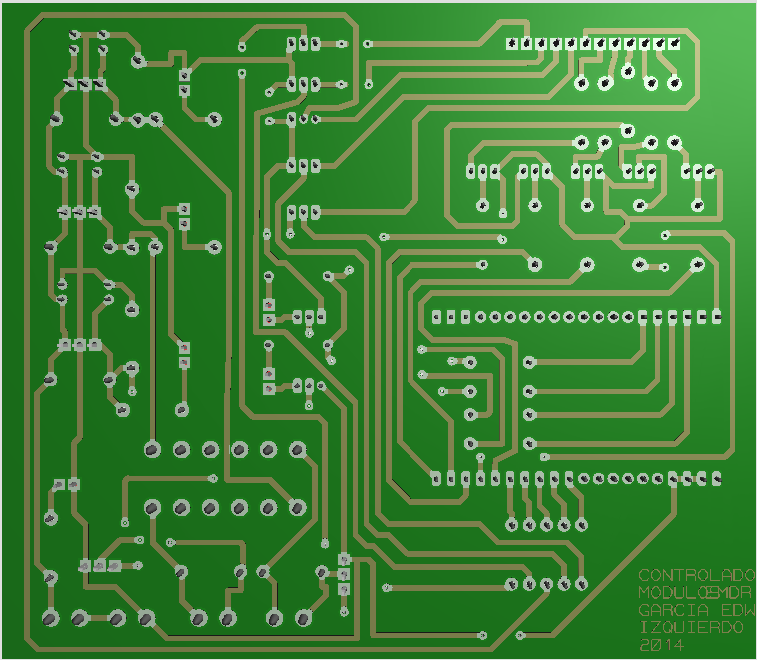 CONTROLADO
MODULO
GARCIA EDW
IZQUIERDO
2014